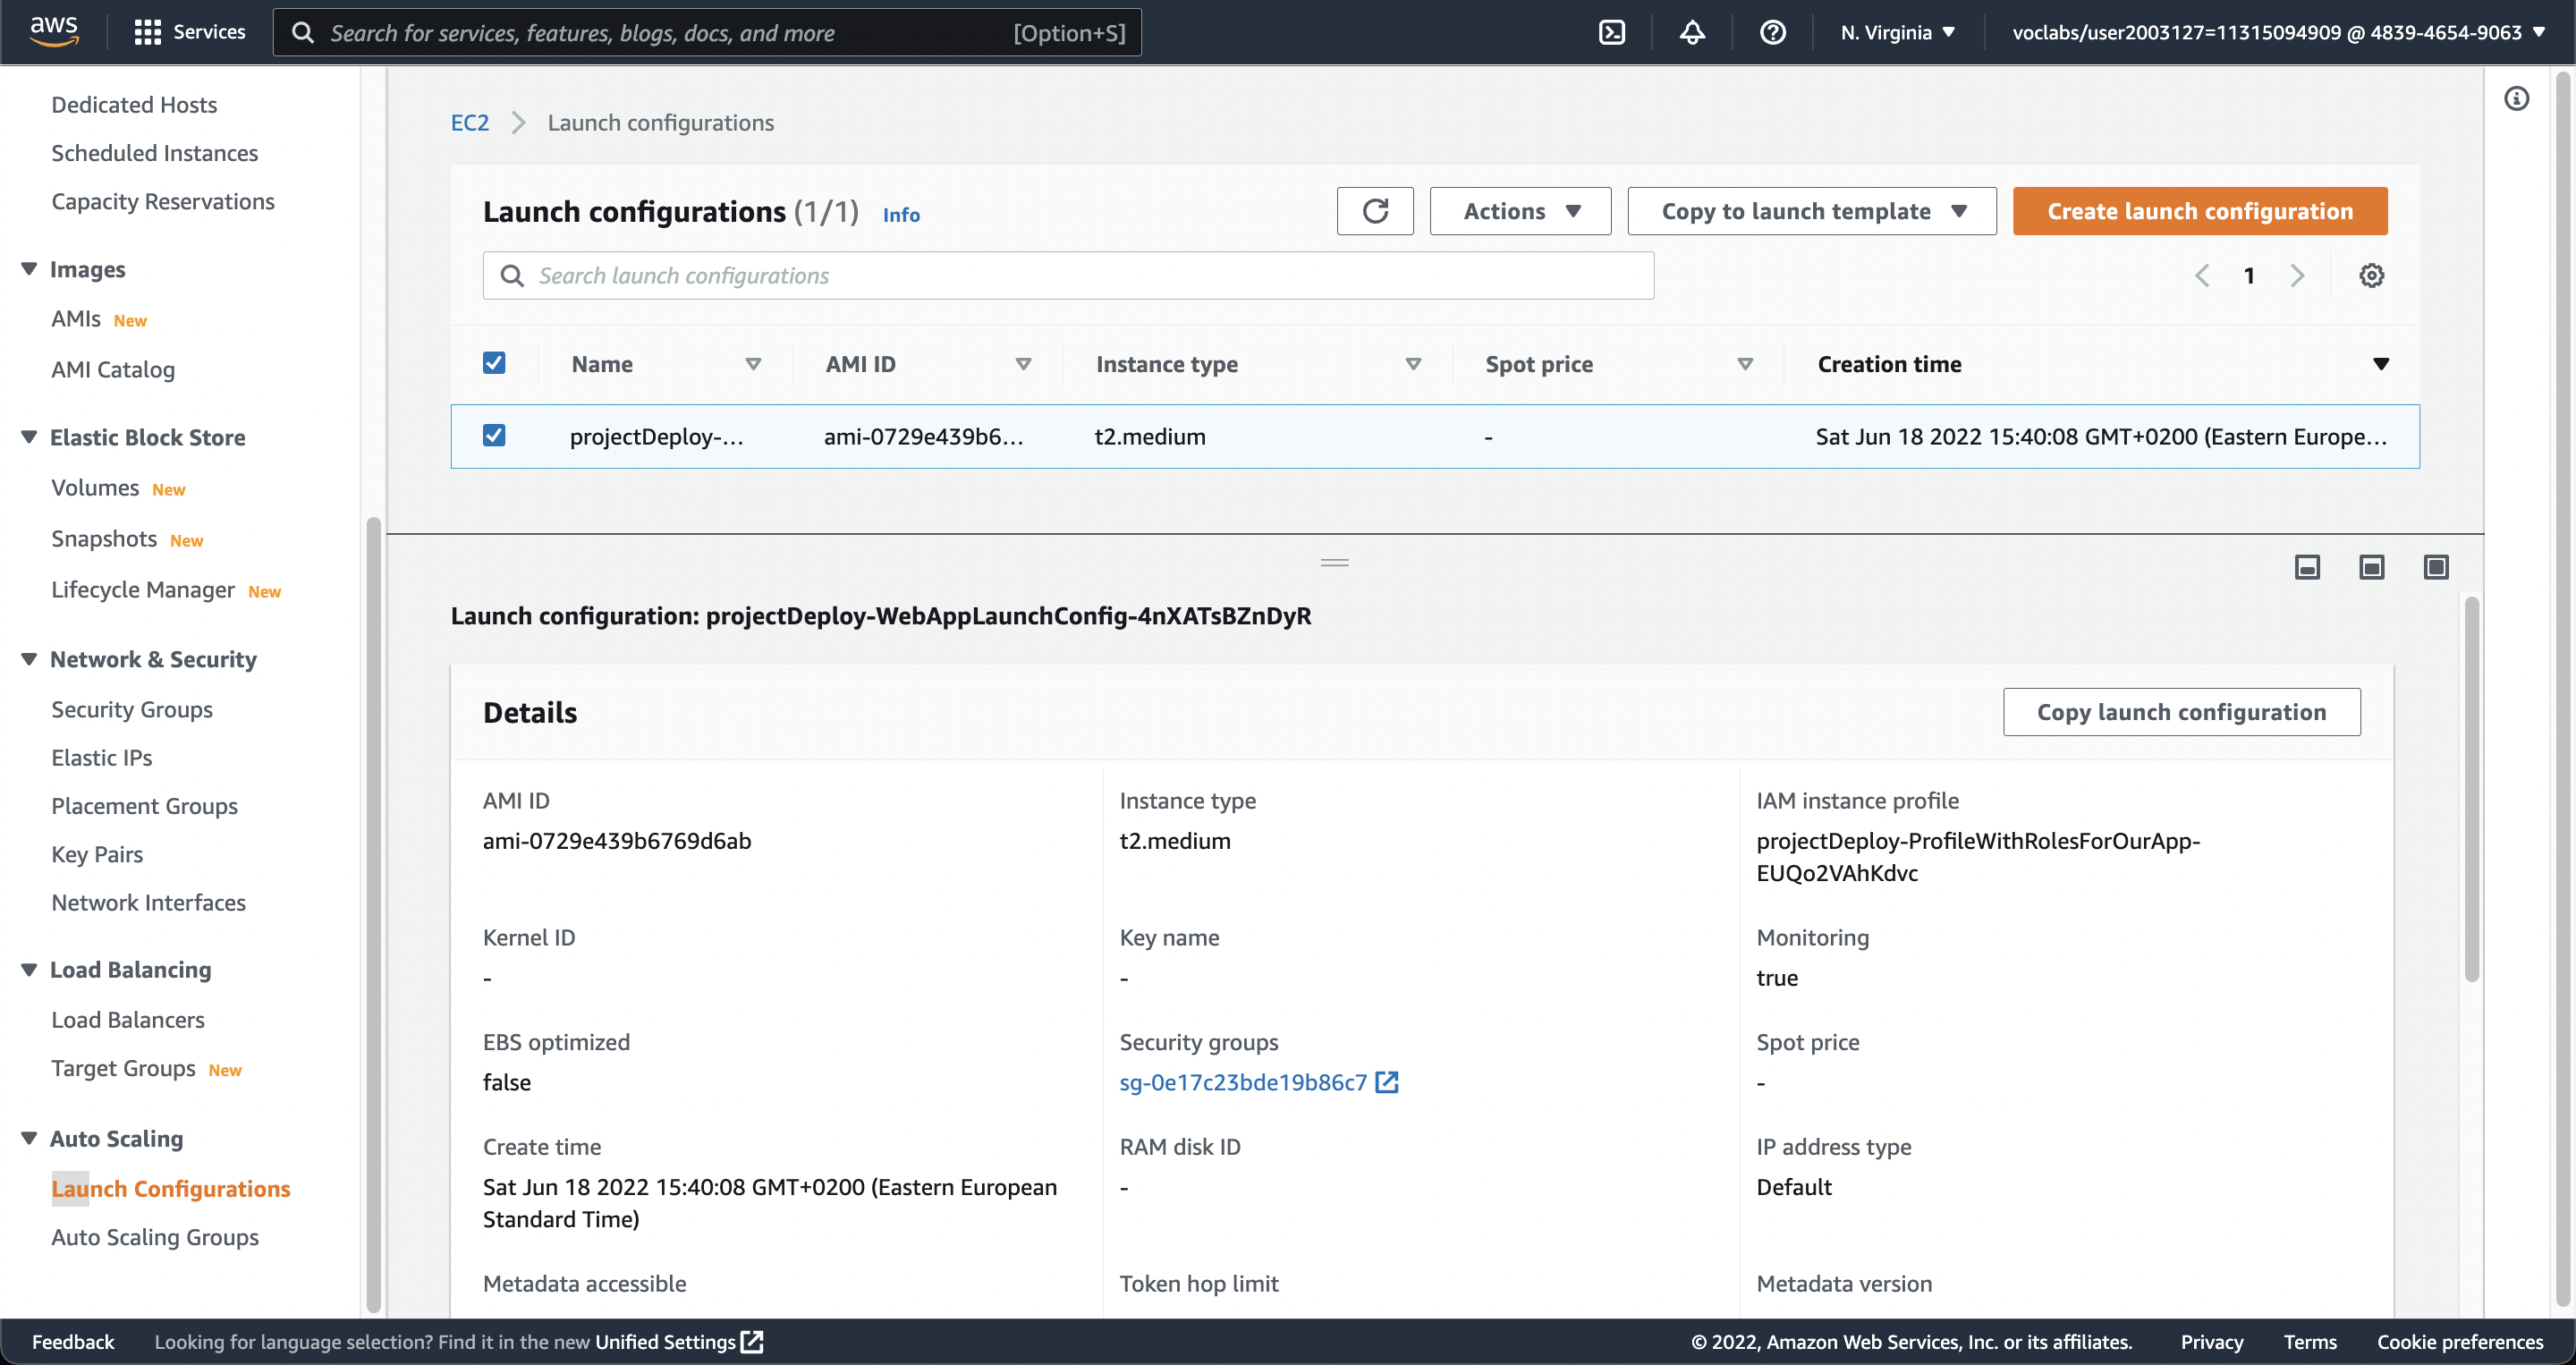 aws
Services
Search for services, features, blogs, docs, and more
[Option+S]
N. Virginia
voclabs/user2003127=11315094909 @ 4839-4654-9063
Dedicated Hosts
Scheduled Instances
Capacity Reservations
Images
AMIs New
AMI Catalog
Elastic Block Store
Volumes New
Snapshots New
Lifecycle Manager New
Network & Security
Security Groups
Elastic IPs
Placement Groups
Key Pairs
Network Interfaces
Load Balancing
Load Balancers
Target Groups New
Auto Scaling
Launch Configurations
Auto Scaling Groups
EC2 > Launch configurations
Launch configurations (1/1) Info
Actions
Copy to launch template
Create launch configuration
Search launch configurations
1
Name AMI ID Instance type Spot price Creation time
projectDeploy-... ami-0729e439b6... t2.medium - Sat Jun 18 2022 15:40:08 GMT+0200 (Eastern Europe...
Launch configuration: projectDeploy-WebAppLaunchConfig-4nXATsBZnDyR
Details
Copy launch configuration
AMI ID
ami-0729e439b6769d6ab
Instance type
t2.medium
IAM instance profile
projectDeploy-ProfileWithRolesForOurApp-
EUQo2VAhKdvc
Kernel ID
-
Key name
-
Monitoring
true
EBS optimized
false
Security groups
sg-0e17c23bde19b86c7
Spot price
-
Create time
Sat Jun 18 2022 15:40:08 GMT+0200 (Eastern European
Standard Time)
RAM disk ID
-
IP address type
Default
Metadata accessible
Token hop limit
Metadata version
Feedback
Looking for language selection? Find it in the new Unified Settings
© 2022, Amazon Web Services, Inc. or its affiliates.
Privacy
Terms
Cookie preferences